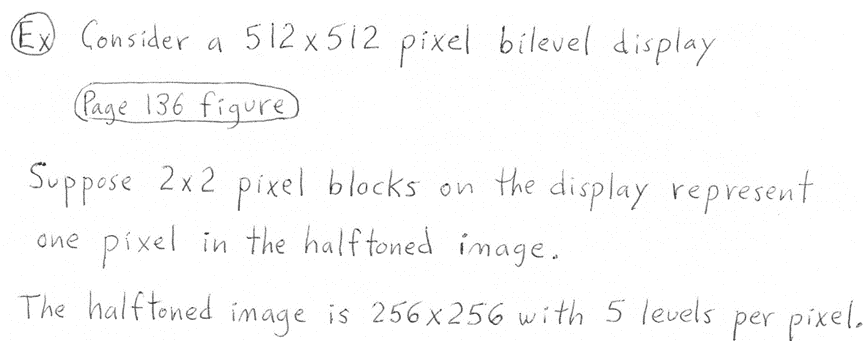 Ex Consider a 512x512 pixel bilevel display
Page 136 figure
Suppose 2x2 pixel blocks on the display represent
one pixel in the halftoned image.
The halftoned image is 256x256 with 5 levels per pixel.